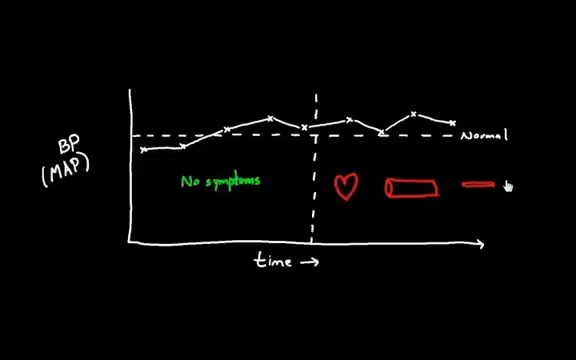 BP
(MAP)
Normal
No symptoms
time →